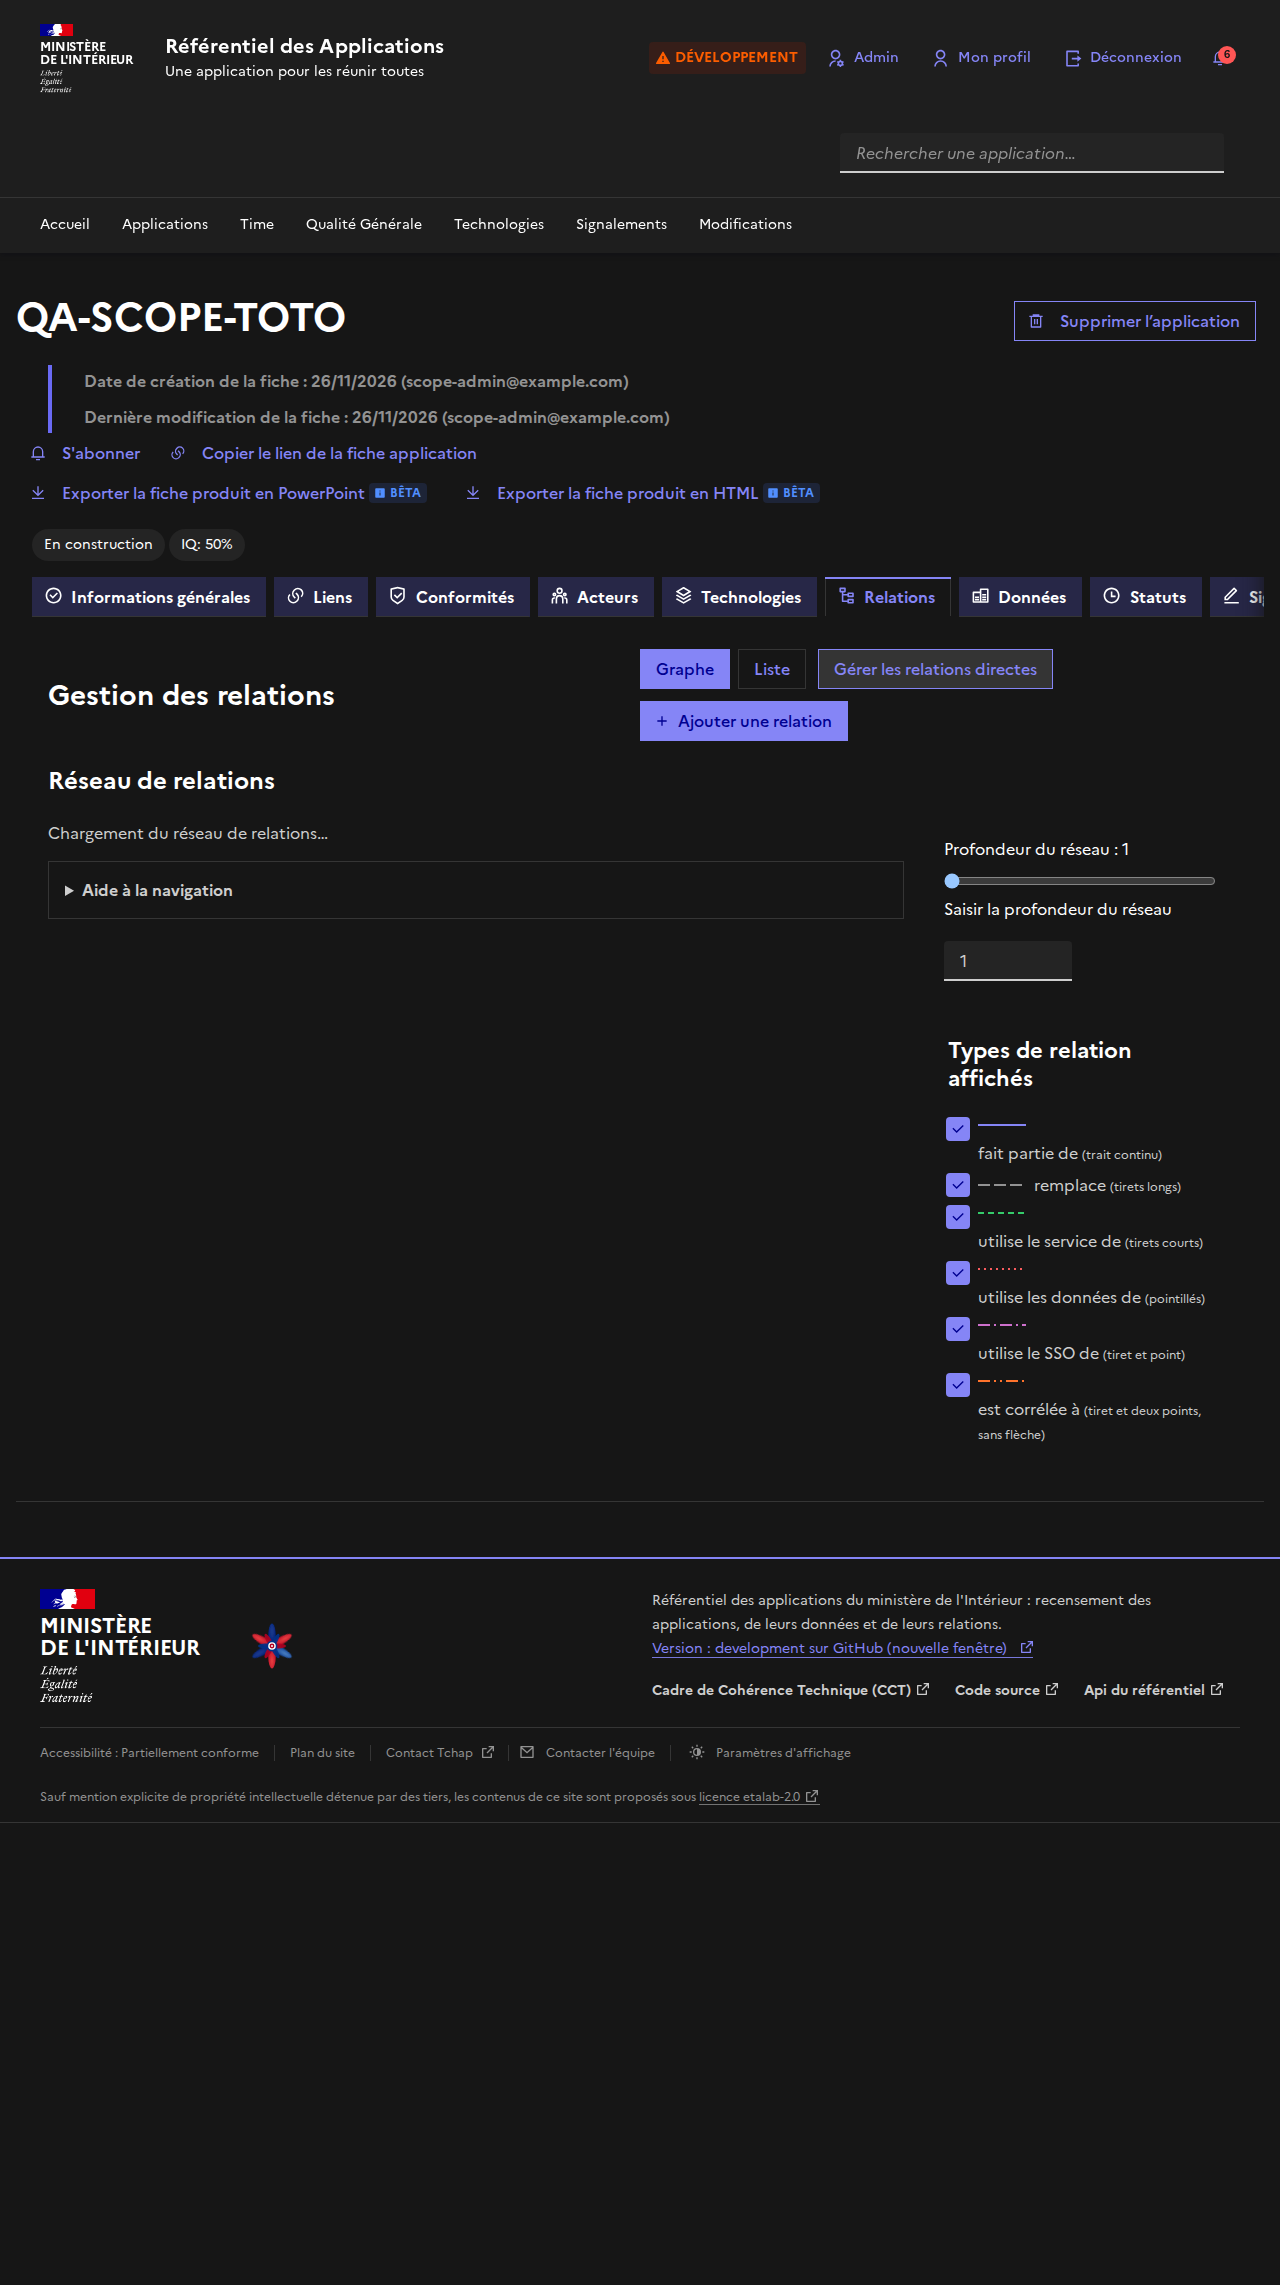 MINISTÈRE
DE L'INTÉRIEUR
Liberté
Égalité
Fraternité
Référentiel des Applications
Une application pour les réunir toutes
DÉVELOPPEMENT
Admin
Mon profil
Déconnexion
6
Rechercher une application...
Accueil
Applications
Time
Qualité Générale
Technologies
Signalements
Modifications
QA-SCOPE-TOTO
Supprimer l’application
Date de création de la fiche : 26/11/2026 (scope-admin@example.com)
Dernière modification de la fiche : 26/11/2026 (scope-admin@example.com)
S'abonner
Copier le lien de la fiche application
Exporter la fiche produit en PowerPoint BÊTA
Exporter la fiche produit en HTML BÊTA
En construction
IQ: 50%
Informations générales
Liens
Conformités
Acteurs
Technologies
Relations
Données
Statuts
Gestion des relations
Graphe
Liste
Gérer les relations directes
Ajouter une relation
Réseau de relations
Chargement du réseau de relations...
Aide à la navigation
Profondeur du réseau : 1
Saisir la profondeur du réseau
1
Types de relation
affichés
fait partie de (trait continu)
remplace (tirets longs)
utilise le service de (tirets courts)
utilise les données de (pointillés)
utilise le SSO de (tiret et point)
est corrélée à (tiret et deux points,
sans flèche)
MINISTÈRE
DE L'INTÉRIEUR
Liberté
Égalité
Fraternité
Référentiel des applications du ministère de l'Intérieur : recensement des
applications, de leurs données et de leurs relations.
Version : development sur GitHub (nouvelle fenêtre)
Cadre de Cohérence Technique (CCT)
Code source
Api du référentiel
Accessibilité : Partiellement conforme
Plan du site
Contact Tchap
Contacter l'équipe
Paramètres d'affichage
Sauf mention explicite de propriété intellectuelle détenue par des tiers, les contenus de ce site sont proposés sous licence etalab-2.0